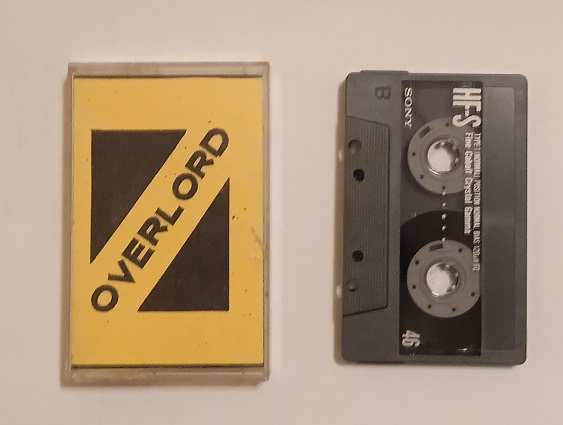 OVERLORD
B
SONY
HF-S
TYPE I (NORMAL) POSITION NORMAL BIAS 120μs EQ
Fine Cobalt Crystal Gamma
46